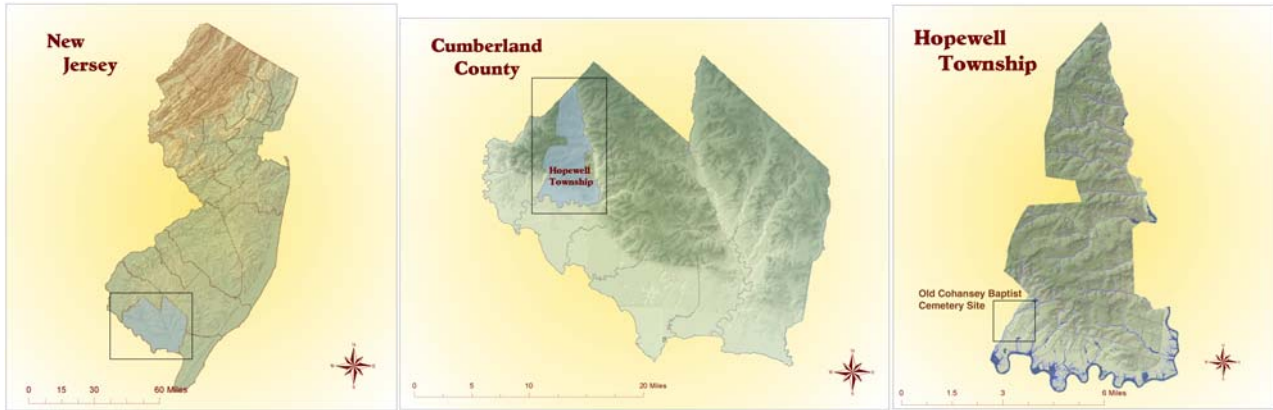 New
Jersey
0 15 30 60 Miles
Cumberland
County
Hopewell
Township
0 5 10 20 Miles
Hopewell
Township
Old Cohansey Baptist
Cemetery Site
0 1.5 3 6 Miles